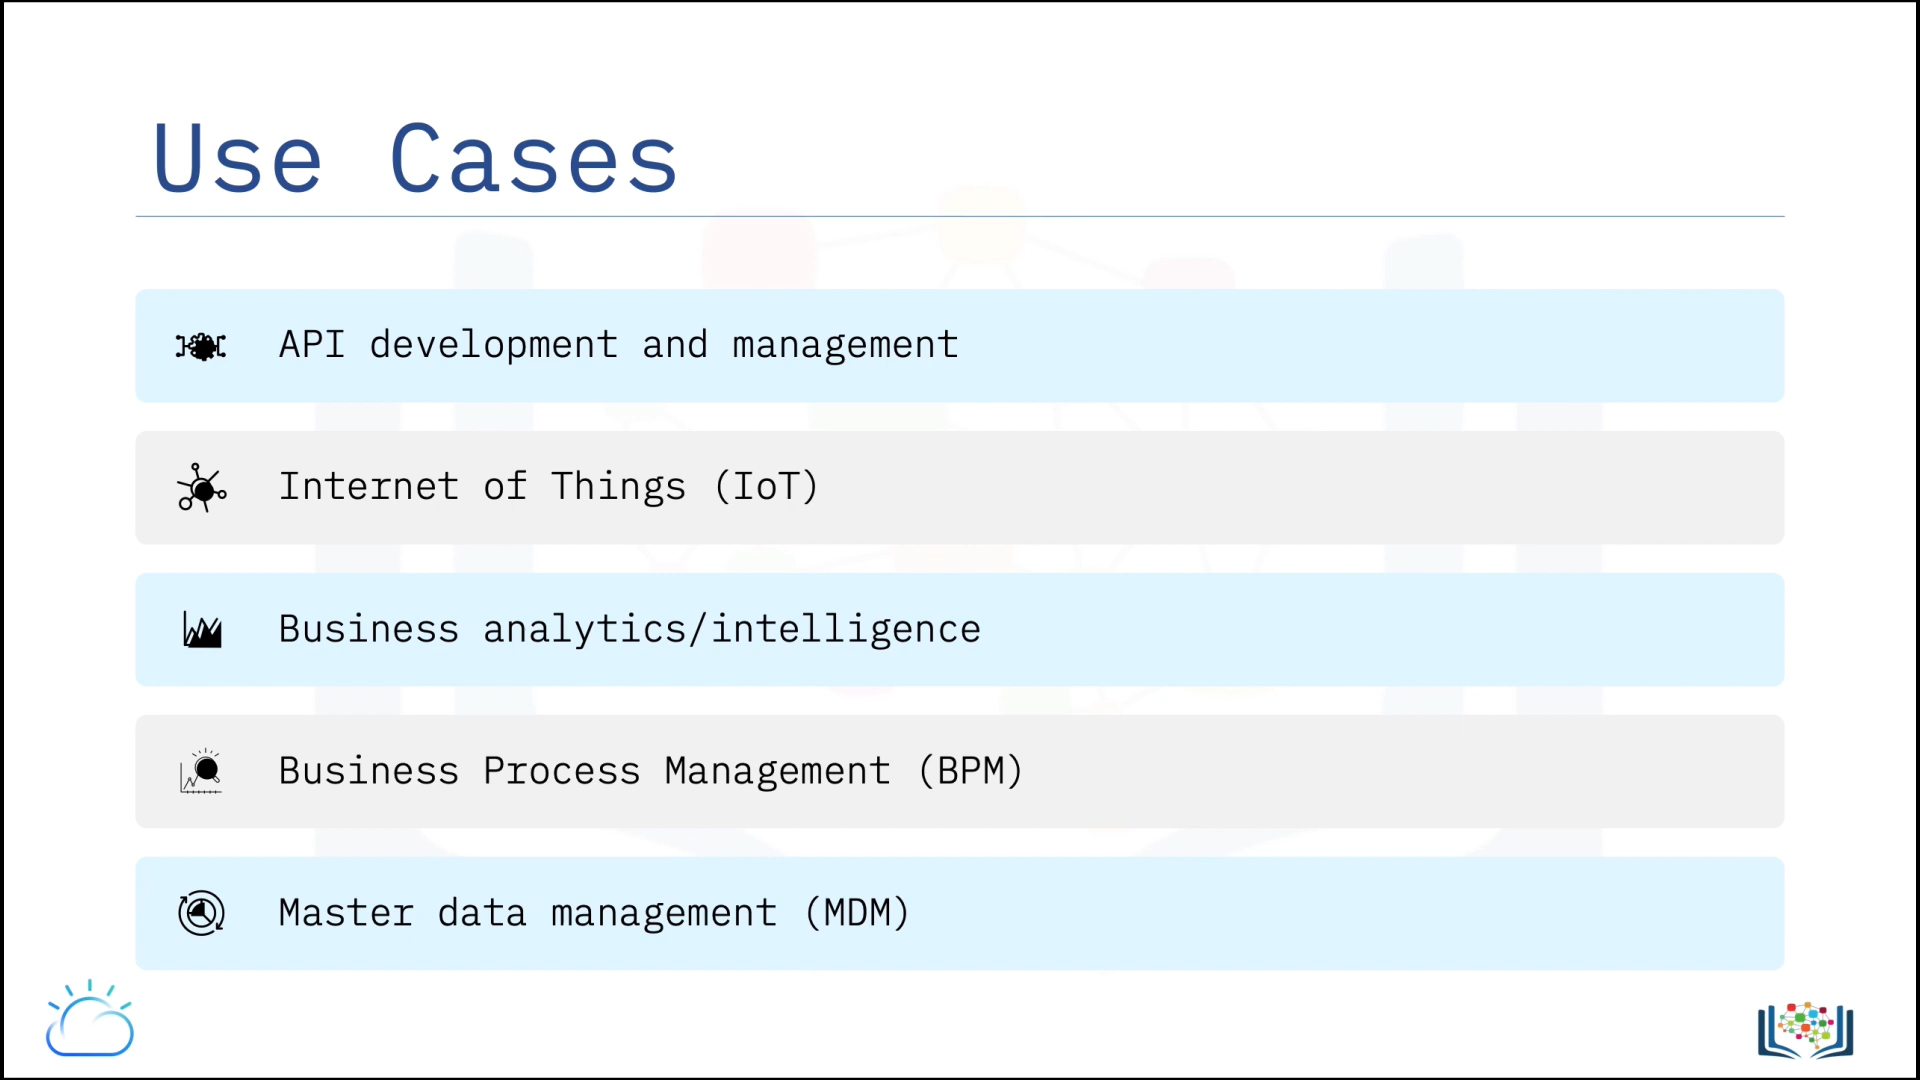 Use Cases
API development and management
Internet of Things (IoT)
Business analytics/intelligence
Business Process Management (BPM)
Master data management (MDM)